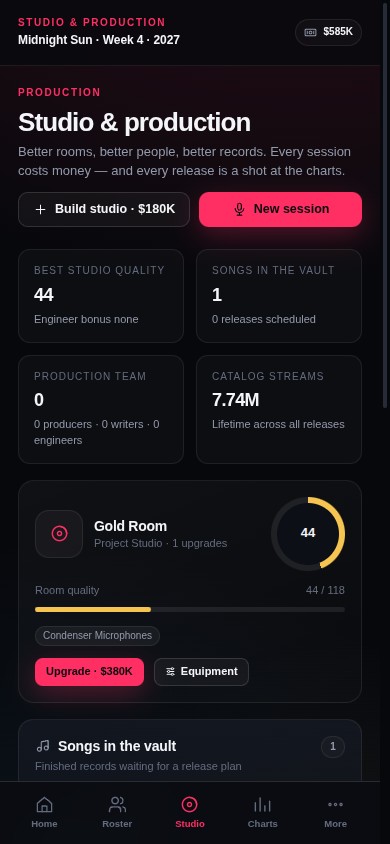 STUDIO & PRODUCTION
Midnight Sun · Week 4 · 2027
$585K
PRODUCTION
Studio & production
Better rooms, better people, better records. Every session
costs money — and every release is a shot at the charts.
Build studio · $180K
New session
BEST STUDIO QUALITY
44
Engineer bonus none
SONGS IN THE VAULT
1
0 releases scheduled
PRODUCTION TEAM
0
0 producers · 0 writers · 0
engineers
CATALOG STREAMS
7.74M
Lifetime across all releases
Gold Room
Project Studio · 1 upgrades
44
Room quality
44 / 118
Condenser Microphones
Upgrade · $380K
Equipment
Songs in the vault
1
Finished records waiting for a release plan
Home
Roster
Studio
Charts
More